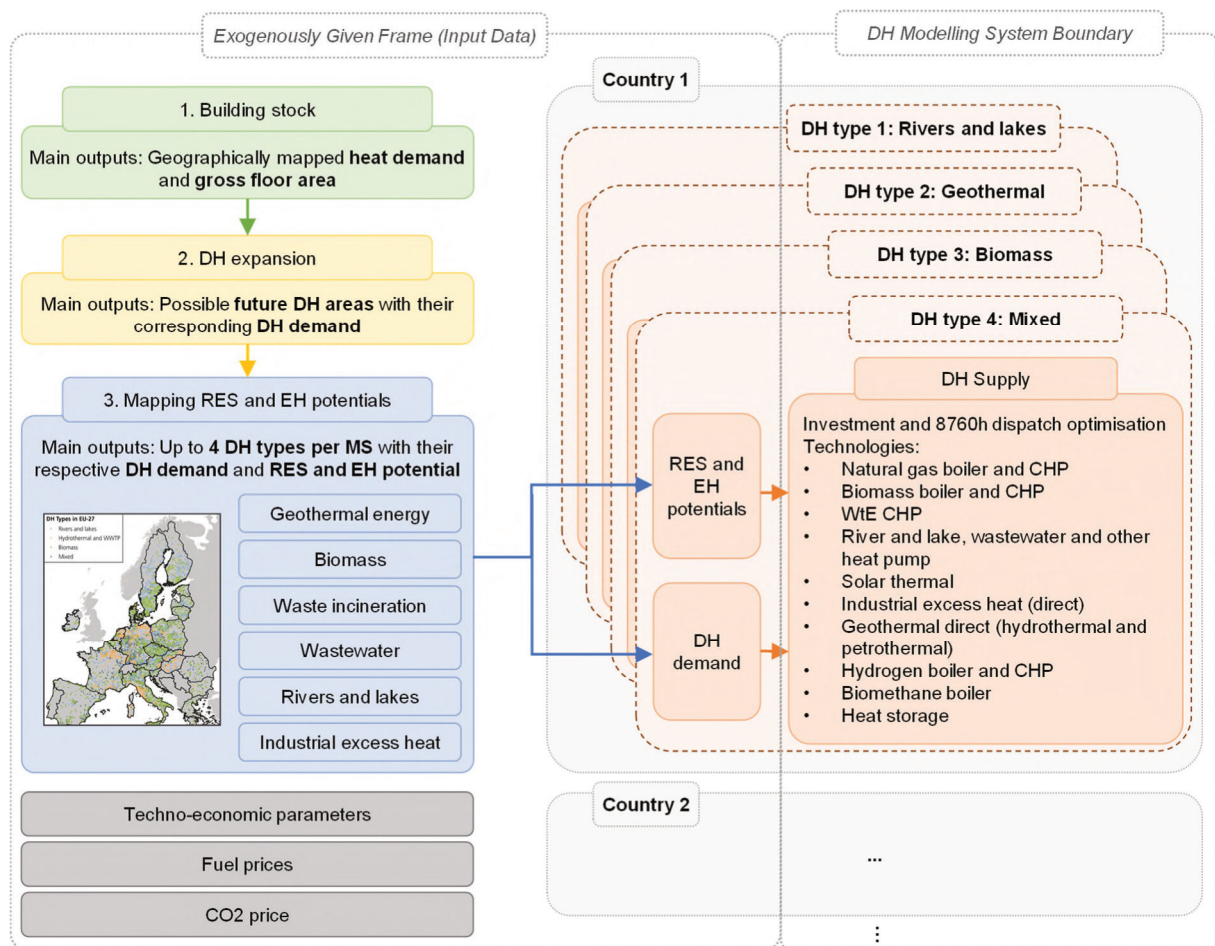 Exogenously Given Frame (Input Data)
DH Modelling System Boundary
1. Building stock
Main outputs: Geographically mapped heat demand
and gross floor area
2. DH expansion
Main outputs: Possible future DH areas with their
corresponding DH demand
3. Mapping RES and EH potentials
Main outputs: Up to 4 DH types per MS with their
respective DH demand and RES and EH potential
DH Types in EU-27
Rivers and lakes
Hydrothermal and WWTP
Biomass
Mixed
Geothermal energy
Biomass
Waste incineration
Wastewater
Rivers and lakes
Industrial excess heat
Techno-economic parameters
Fuel prices
CO2 price
Country 1
DH type 1: Rivers and lakes
DH type 2: Geothermal
DH type 3: Biomass
DH type 4: Mixed
RES and
EH
potentials
DH
demand
DH Supply
Investment and 8760h dispatch optimisation
Technologies:
• Natural gas boiler and CHP
• Biomass boiler and CHP
• WtE CHP
• River and lake, wastewater and other
heat pump
• Solar thermal
• Industrial excess heat (direct)
• Geothermal direct (hydrothermal and
petrothermal)
• Hydrogen boiler and CHP
• Biomethane boiler
• Heat storage
Country 2
...
⋮